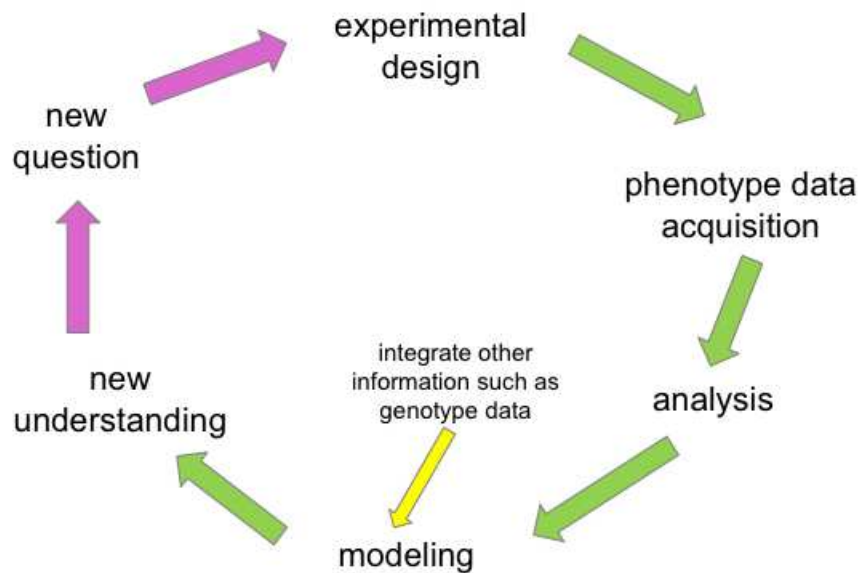 experimental
design
phenotype data
acquisition
analysis
integrate other
information such as
genotype data
modeling
new
understanding
new
question